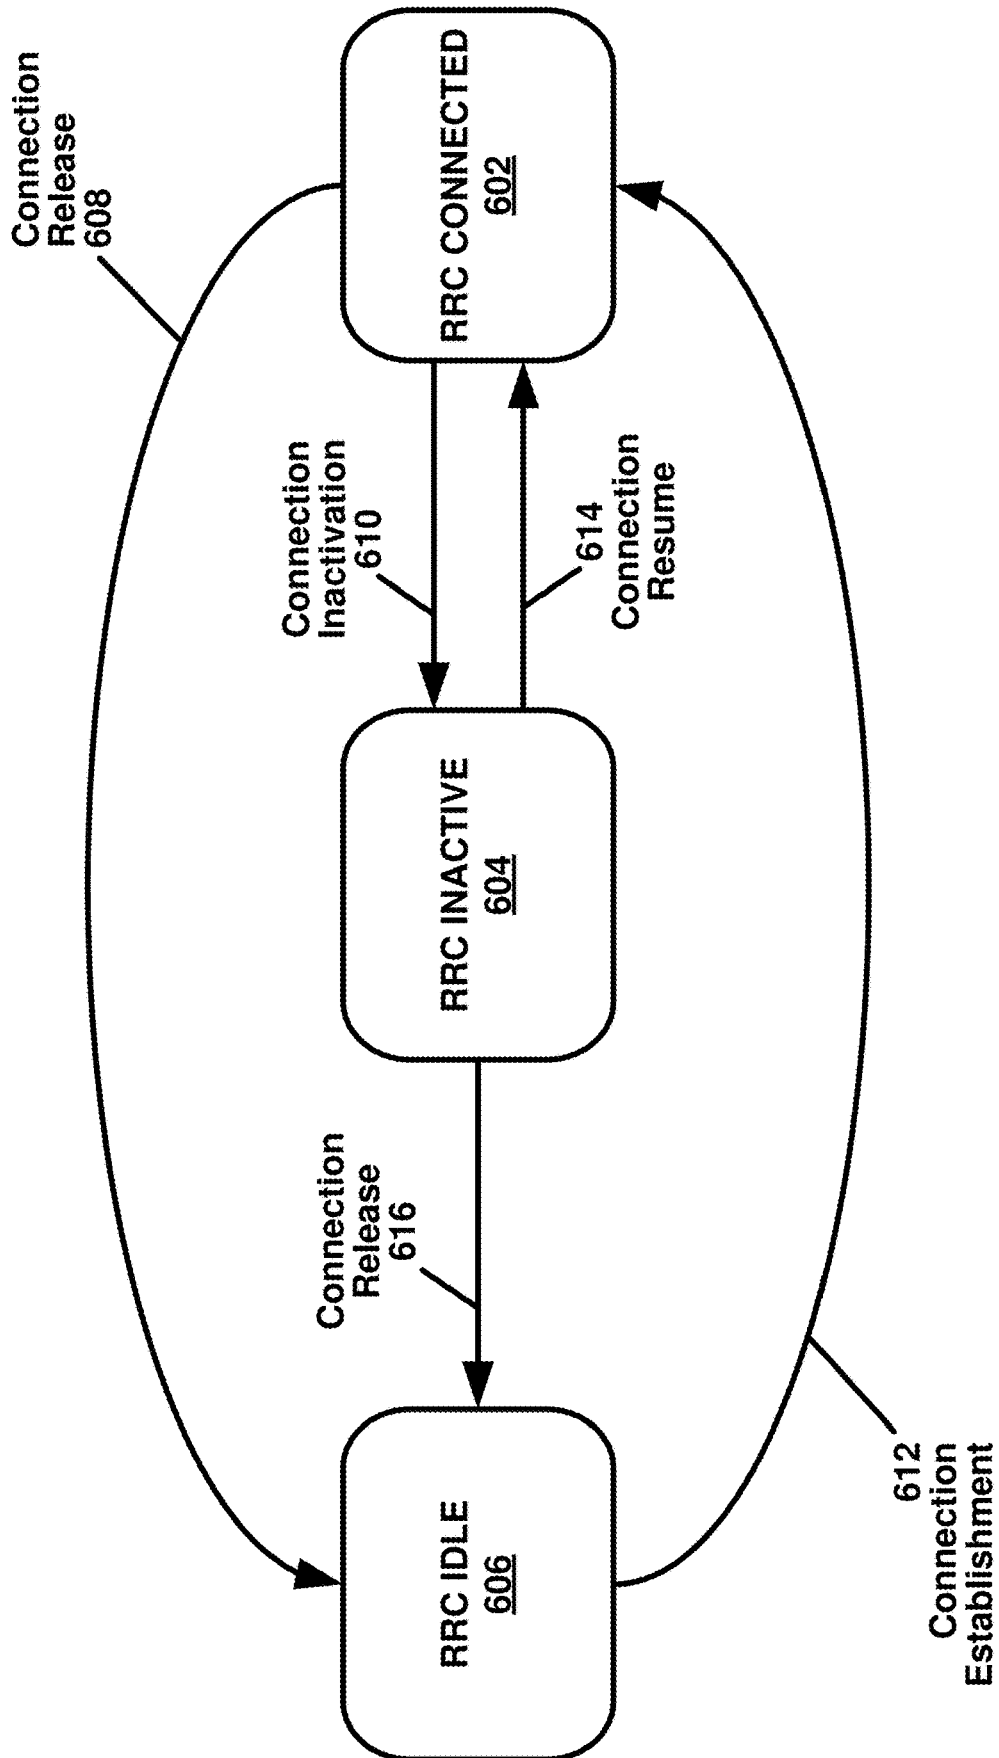 Connection
Release
608
RRC IDLE
606
Connection
Release
616
RRC INACTIVE
604
Connection
Inactivation
610
614
Connection
Resume
RRC CONNECTED
602
612
Connection
Establishment